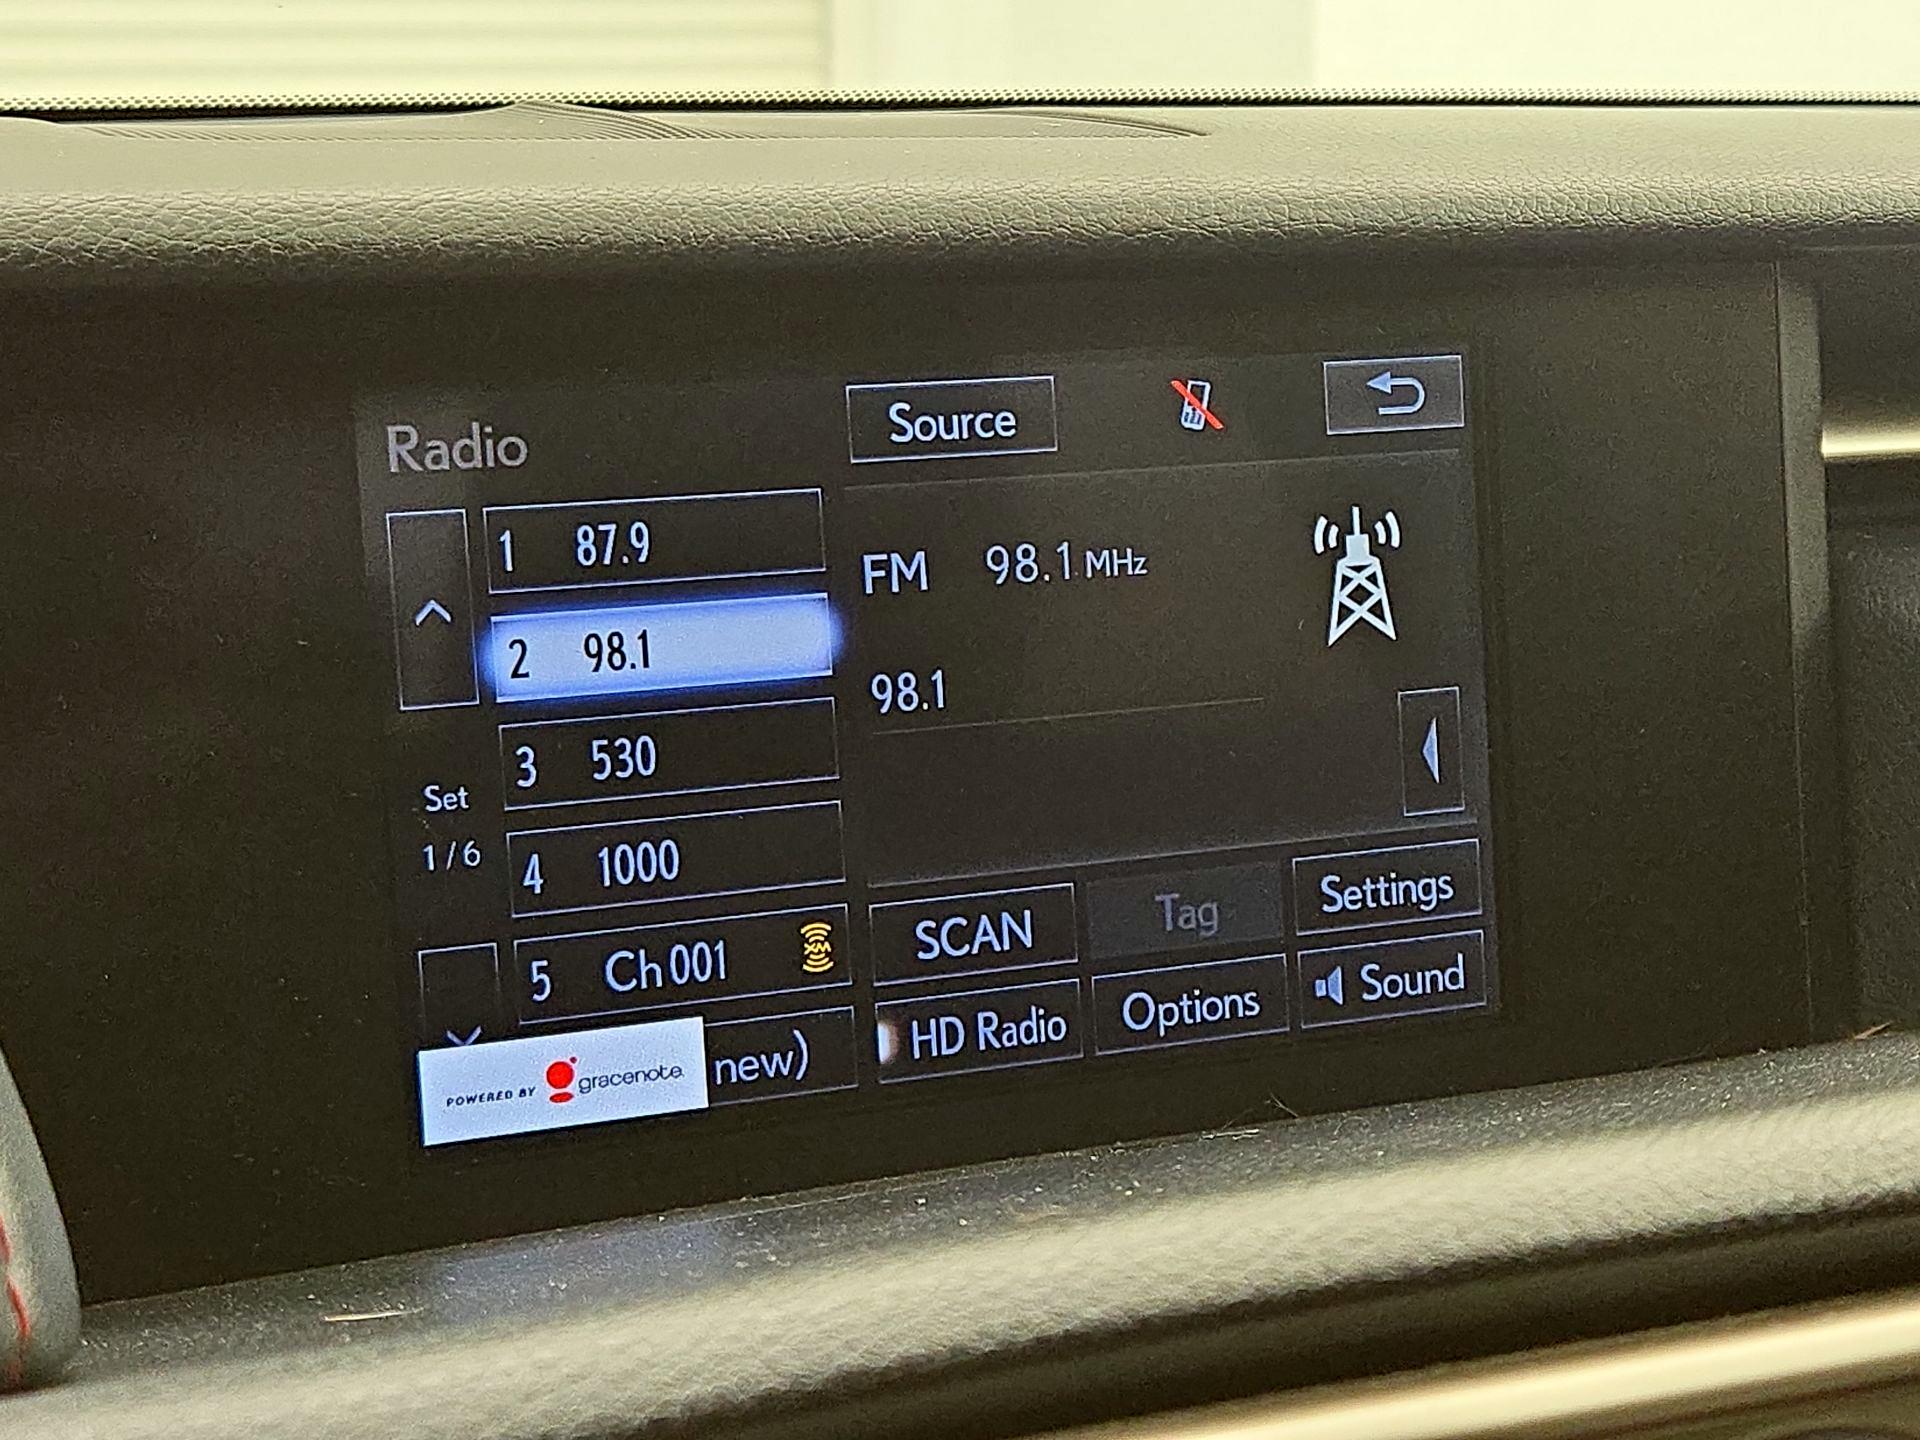 Radio
Source
1 87.9
2 98.1
3 530
4 1000
5 Ch 001 XM
new)
Set
1/6
FM 98.1 MHz
98.1
SCAN
Tag
Settings
HD Radio
Options
Sound
POWERED BY gracenote.